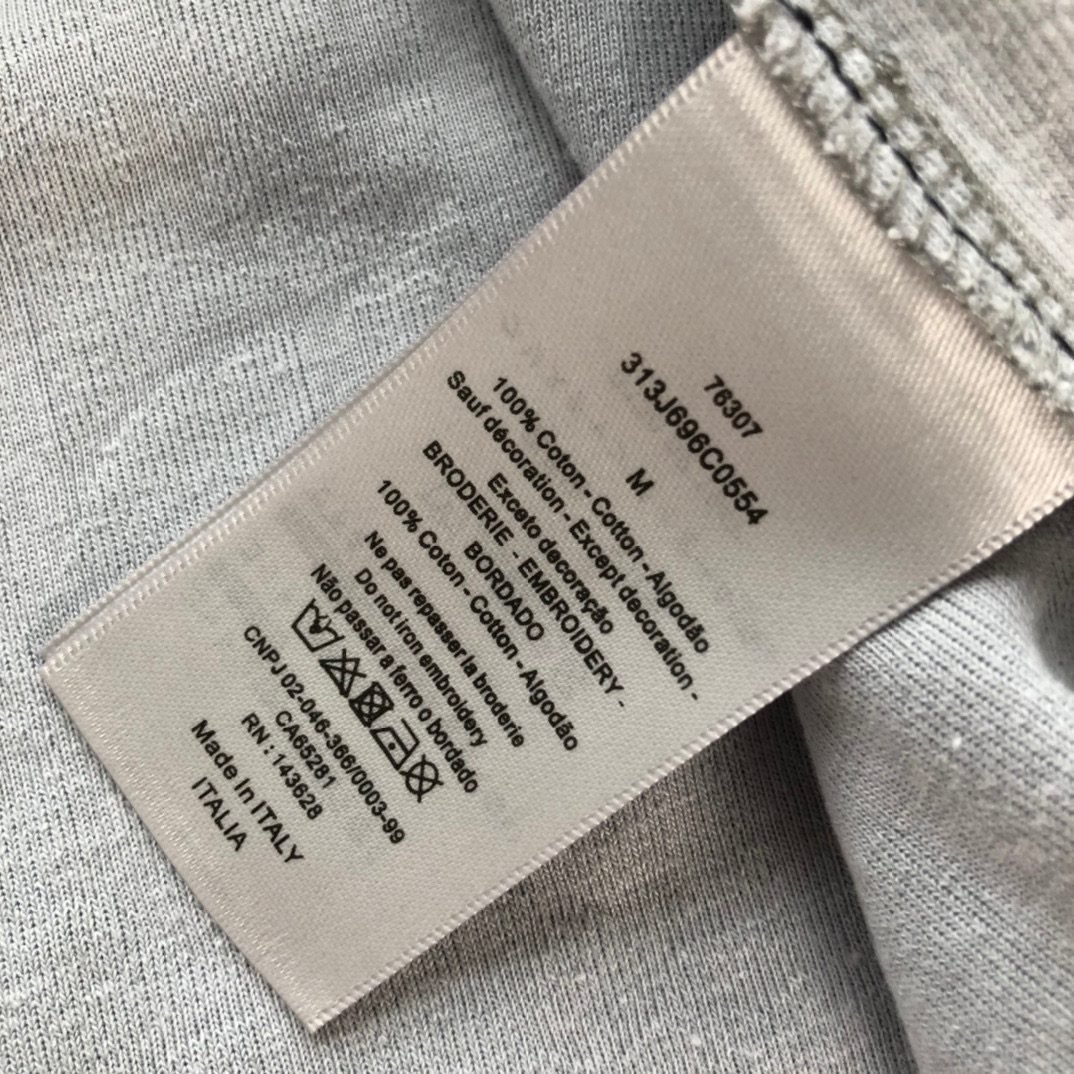 76307
313J696C0554
M
100% Coton - Cotton - Algodão
Sauf décoration - Except decoration -
Exceto decoração
BRODERIE - EMBROIDERY -
BORDADO
100% Coton - Cotton - Algodão
Ne pas repasser la broderie
Do not iron embroidery
Não passar a ferro o bordado
CNPJ 02-046-366/0003-99
CA65281
RN : 143628
Made In ITALY
ITALIA